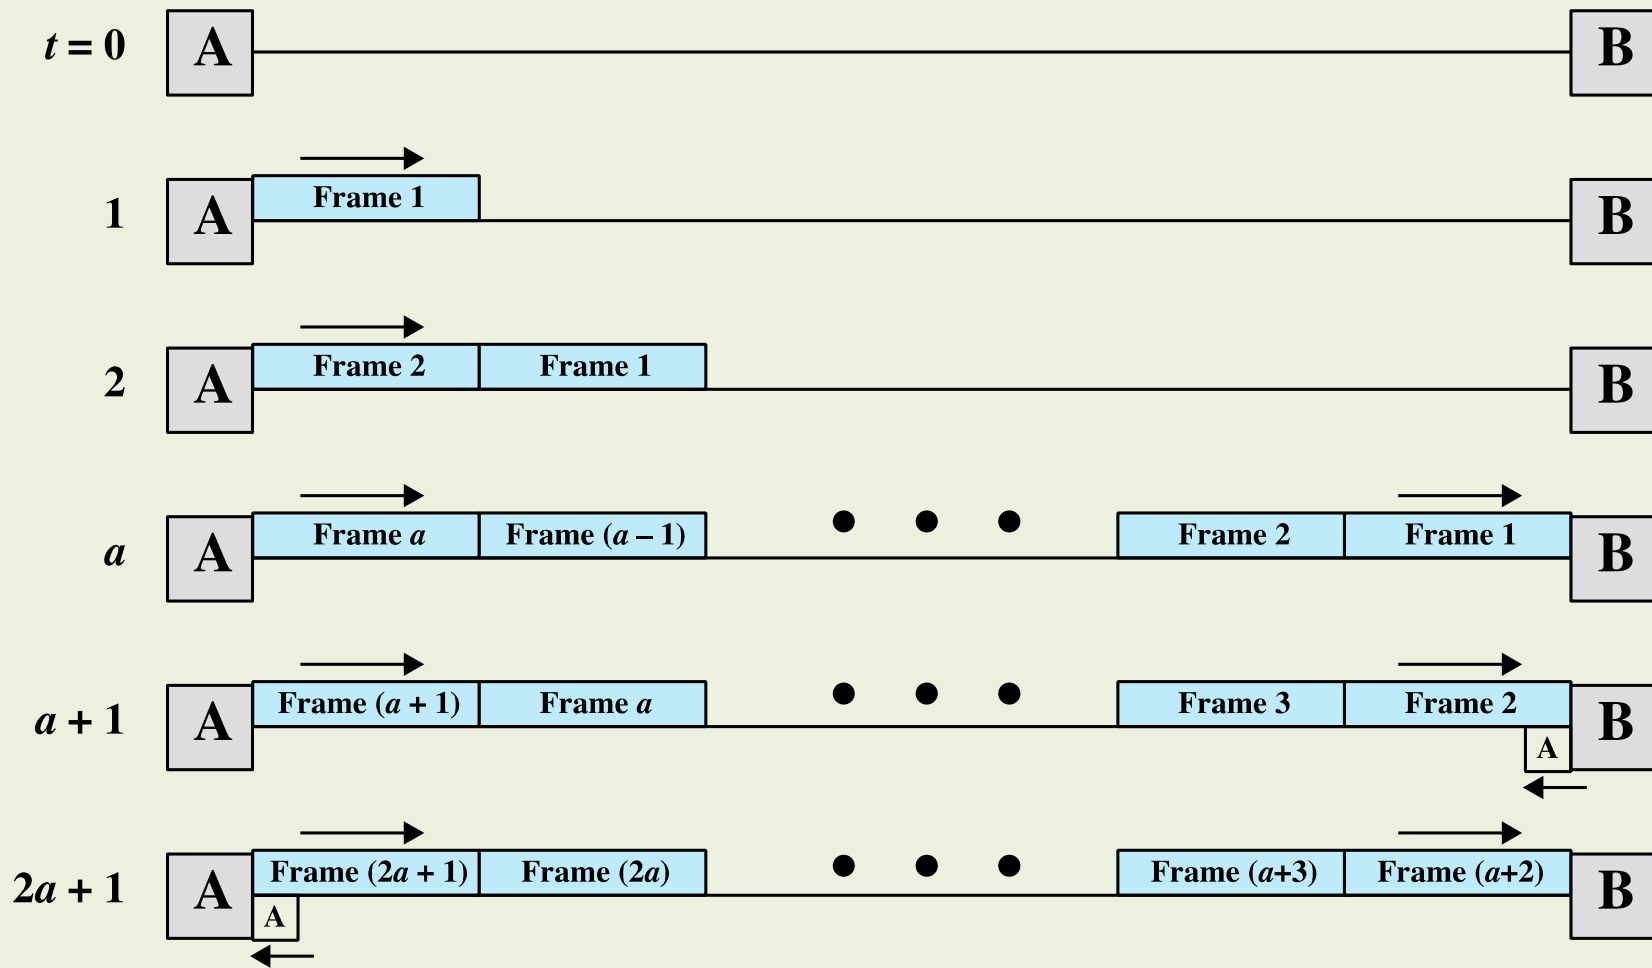 t = 0 A B
1 A Frame 1 B
2 A Frame 2 Frame 1 B
a A Frame a Frame (a – 1) Frame 2 Frame 1 B
a + 1 A Frame (a + 1) Frame a Frame 3 Frame 2 B
A
2a + 1 A Frame (2a + 1) Frame (2a) Frame (a+3) Frame (a+2) B
A